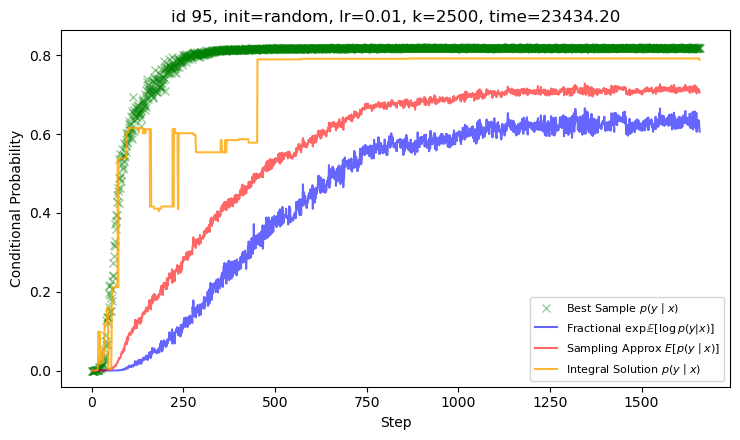 id 95, init=random, lr=0.01, k=2500, time=23434.20
Conditional Probability
0.8
0.6
0.4
0.2
0.0
0
250
500
750
1000
1250
1500
Step
Best Sample p(y | x)
Fractional exp 𝔼[log p(y|x)]
Sampling Approx E[p(y | x)]
Integral Solution p(y | x)